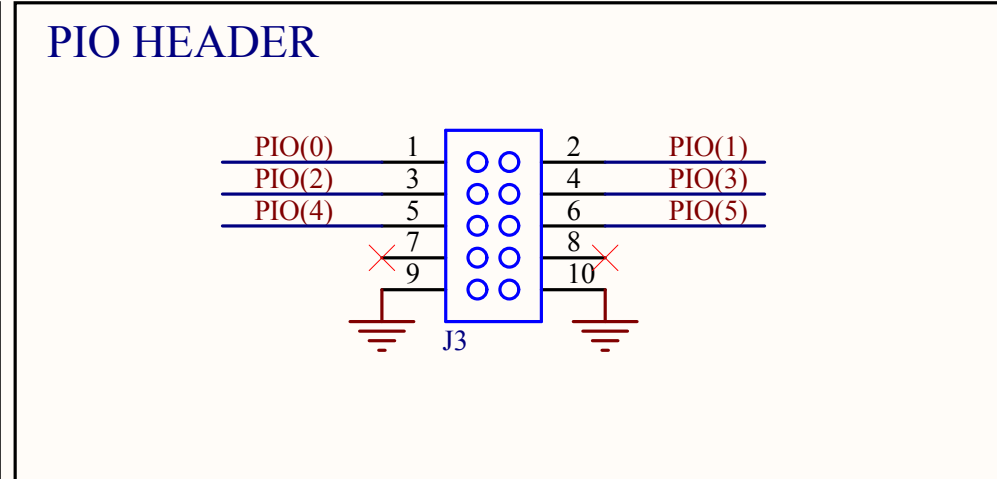 PIO HEADER
PIO(0) 1 2 PIO(1)
PIO(2) 3 4 PIO(3)
PIO(4) 5 6 PIO(5)
7 8
9 10
J3